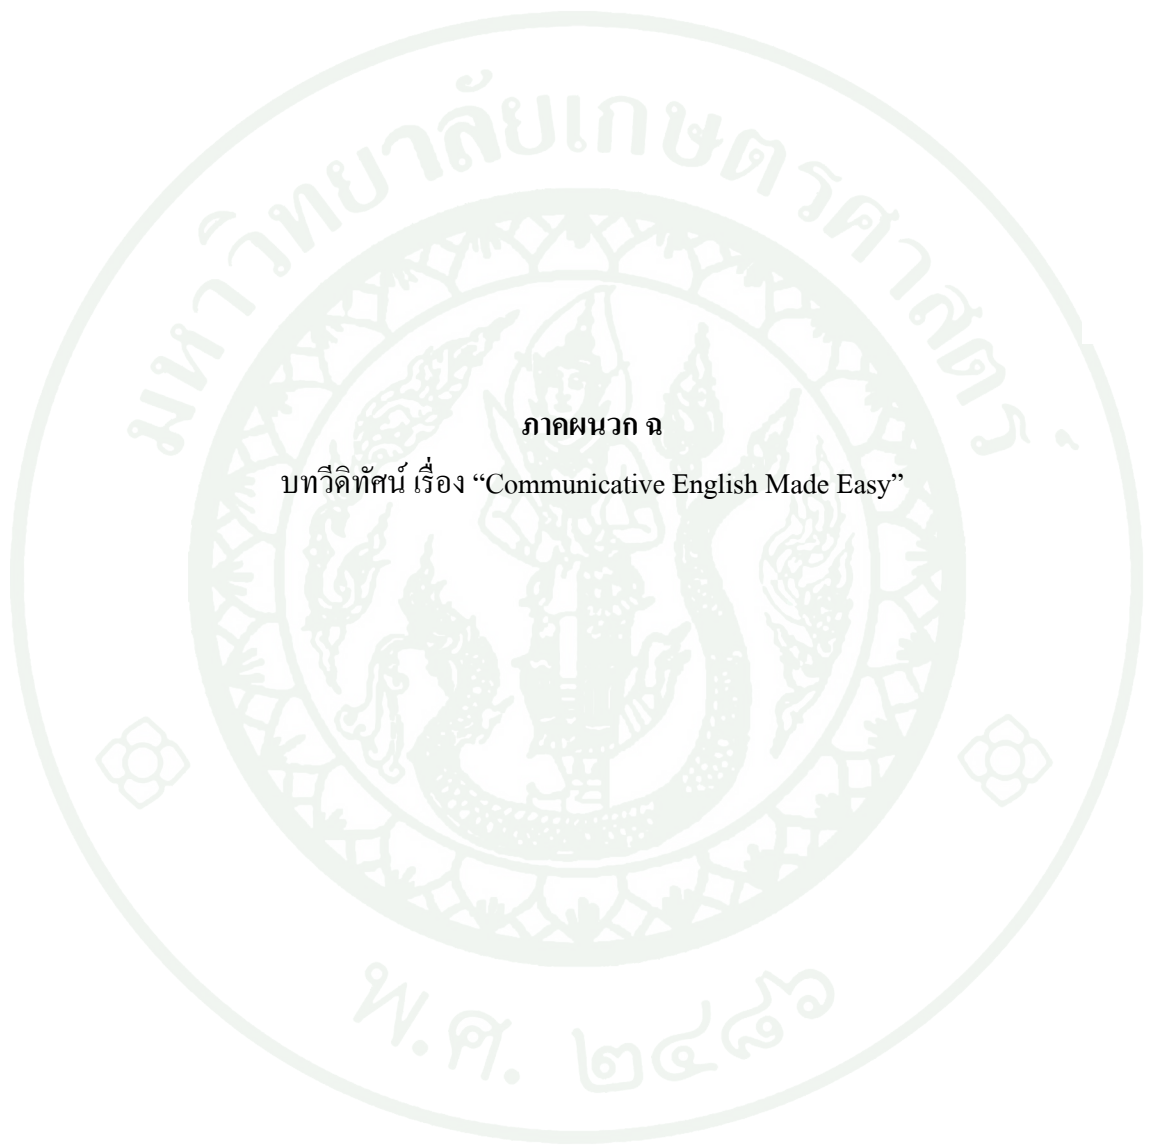 มหาวิทยาลัยเกษตรศาสตร์
ภาคผนวก ฉ
บทวีดิทัศน์ เรื่อง “Communicative English Made Easy”
พ.ศ. ๒๔๘๖